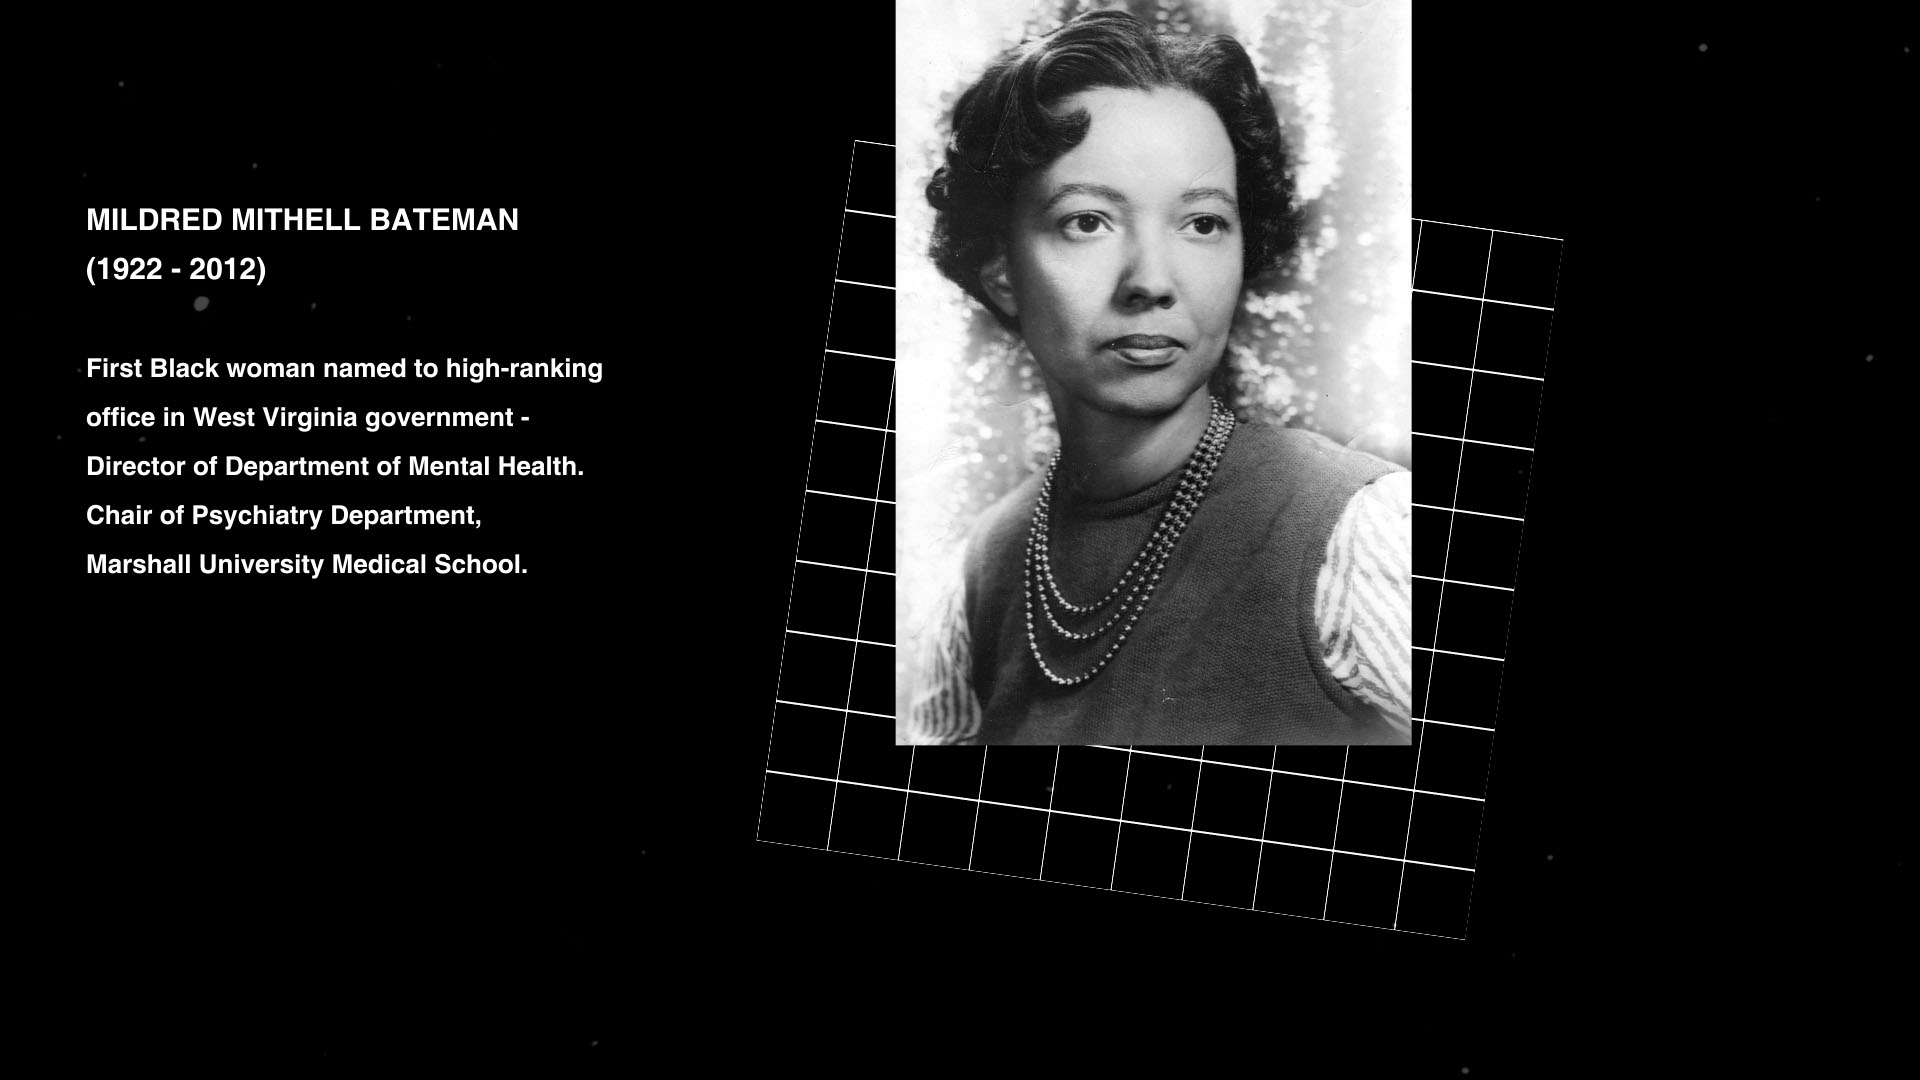 MILDRED MITHELL BATEMAN
(1922 - 2012)
First Black woman named to high-ranking
office in West Virginia government -
Director of Department of Mental Health.
Chair of Psychiatry Department,
Marshall University Medical School.